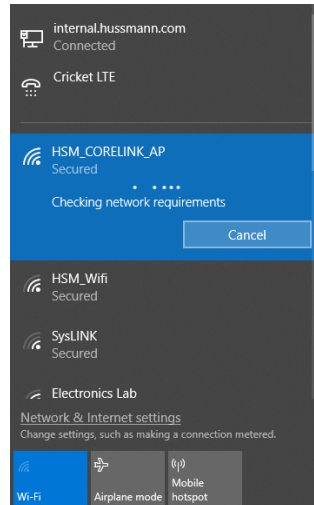 internal.hussmann.com
Connected
Cricket LTE
HSM_CORELINK_AP
Secured
Checking network requirements
Cancel
HSM_Wifi
Secured
SysLINK
Secured
Electronics Lab
Network & Internet settings
Change settings, such as making a connection metered.
Wi-Fi
Airplane mode
Mobile
hotspot